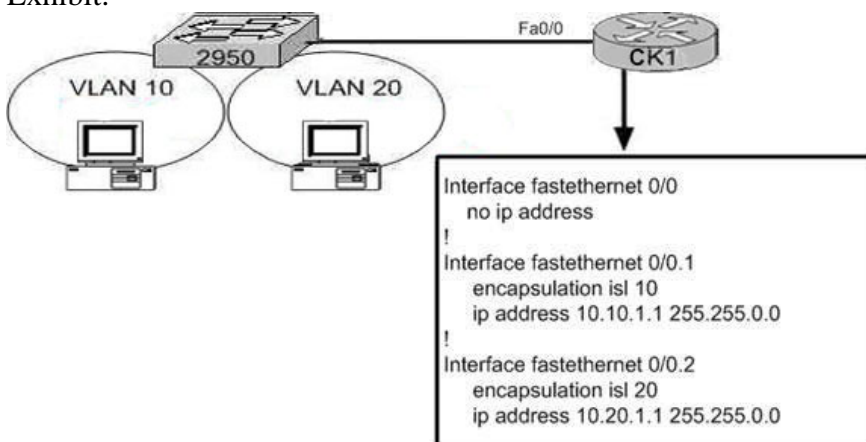 Exhibit:
Fa0/0
2950
CK1
VLAN 10
VLAN 20
Interface fastethernet 0/0
no ip address
!
Interface fastethernet 0/0.1
encapsulation isl 10
ip address 10.10.1.1 255.255.0.0
!
Interface fastethernet 0/0.2
encapsulation isl 20
ip address 10.20.1.1 255.255.0.0